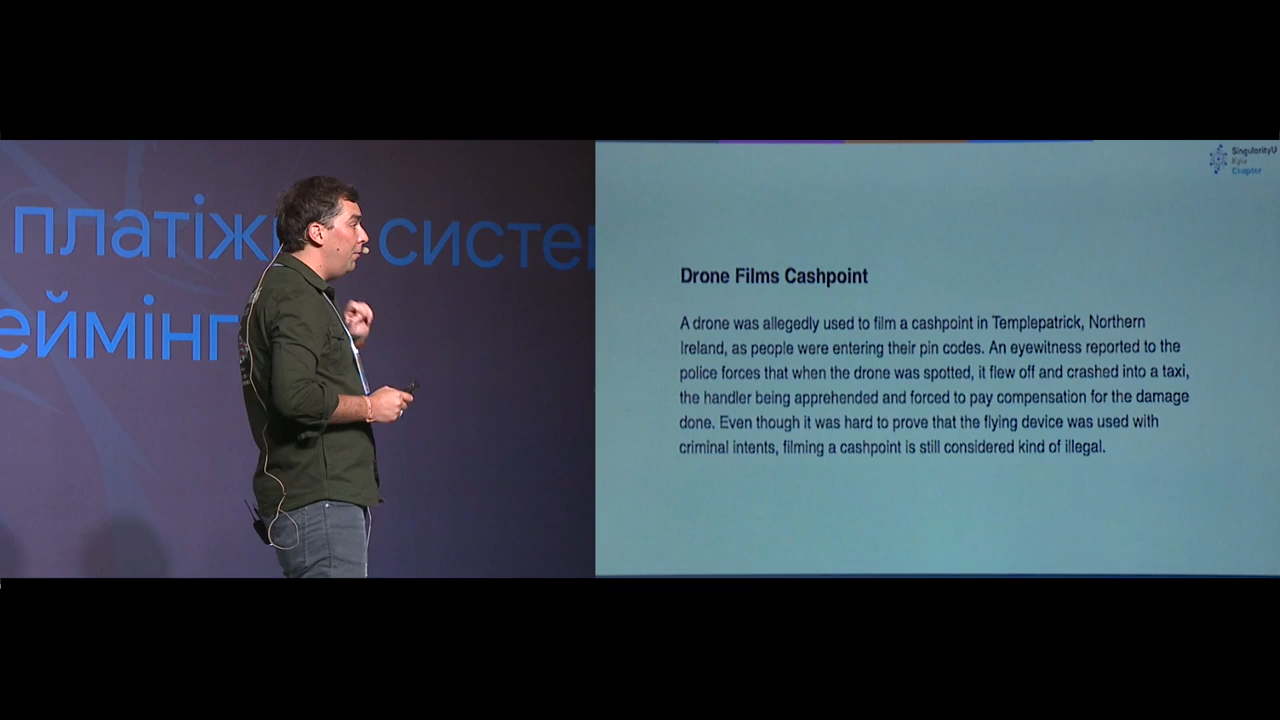 платіжн систе
еймінг
SingularityU
Kyiv
Chapter
Drone Films Cashpoint
A drone was allegedly used to film a cashpoint in Templepatrick, Northern
Ireland, as people were entering their pin codes. An eyewitness reported to the
police forces that when the drone was spotted, it flew off and crashed into a taxi,
the handler being apprehended and forced to pay compensation for the damage
done. Even though it was hard to prove that the flying device was used with
criminal intents, filming a cashpoint is still considered kind of illegal.